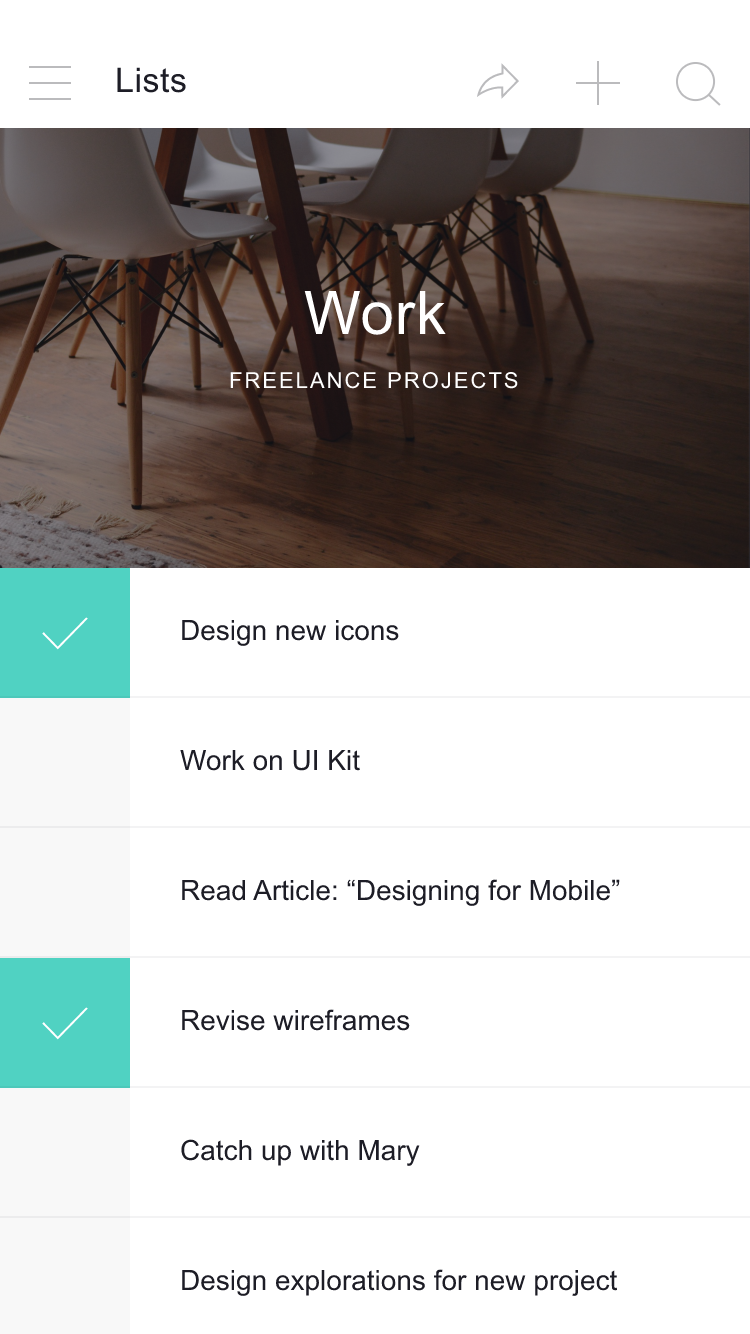 Lists
Work
FREELANCE PROJECTS
Design new icons
Work on UI Kit
Read Article: “Designing for Mobile”
Revise wireframes
Catch up with Mary
Design explorations for new project